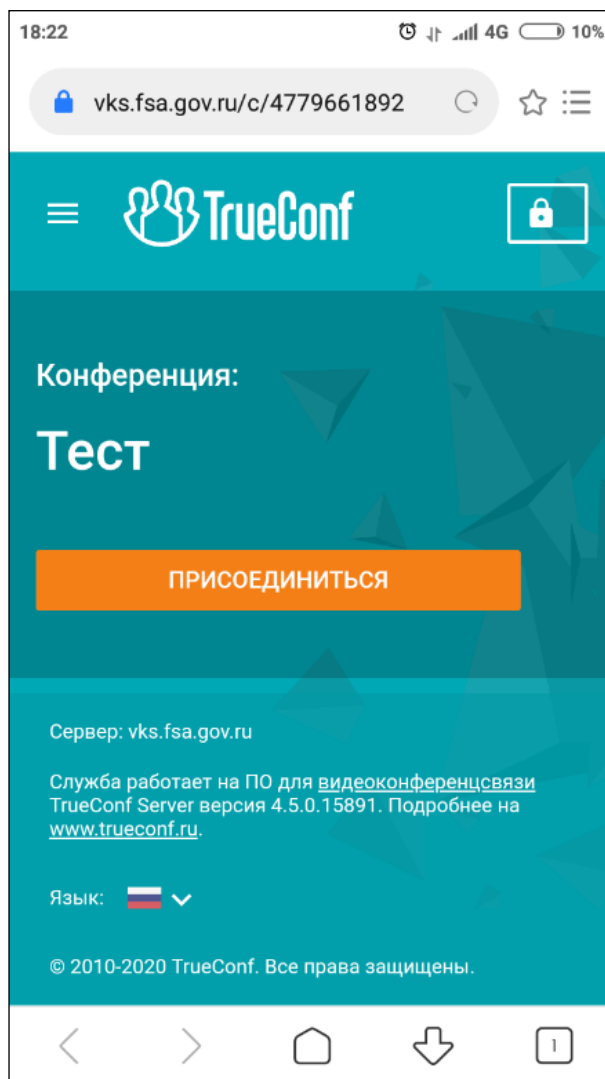 18:22 4G 10%
vks.fsa.gov.ru/c/4779661892
TrueConf
Конференция:
Тест
ПРИСОЕДИНИТЬСЯ
Сервер: vks.fsa.gov.ru
Служба работает на ПО для видеоконференцсвязи
TrueConf Server версия 4.5.0.15891. Подробнее на
www.trueconf.ru.
Язык:
© 2010-2020 TrueConf. Все права защищены.
1